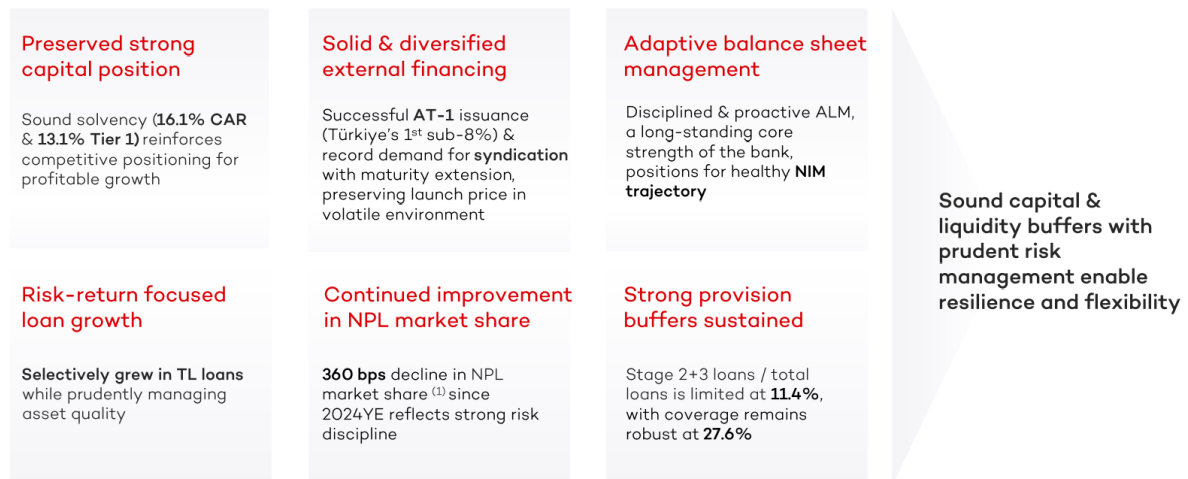 Preserved strong
capital position
Sound solvency (16.1% CAR
& 13.1% Tier 1) reinforces
competitive positioning for
profitable growth
Solid & diversified
external financing
Successful AT-1 issuance
(Türkiye's 1st sub-8%) &
record demand for syndication
with maturity extension,
preserving launch price in
volatile environment
Adaptive balance sheet
management
Disciplined & proactive ALM,
a long-standing core
strength of the bank,
positions for healthy NIM
trajectory
Risk-return focused
loan growth
Selectively grew in TL loans
while prudently managing
asset quality
Continued improvement
in NPL market share
360 bps decline in NPL
market share (1) since
2024YE reflects strong risk
discipline
Strong provision
buffers sustained
Stage 2+3 loans / total
loans is limited at 11.4%,
with coverage remains
robust at 27.6%
Sound capital &
liquidity buffers with
prudent risk
management enable
resilience and flexibility